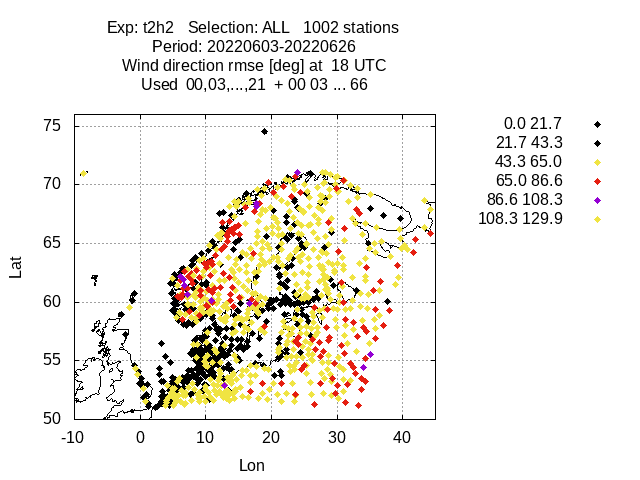 Exp: t2h2   Selection: ALL   1002 stations
Period: 20220603-20220626
Wind direction rmse [deg] at  18 UTC
Used  00,03,...,21  + 00 03 ... 66
0.0 21.7
21.7 43.3
43.3 65.0
65.0 86.6
86.6 108.3
108.3 129.9
75
70
65
60
55
50
Lat
-10 0 10 20 30 40
Lon